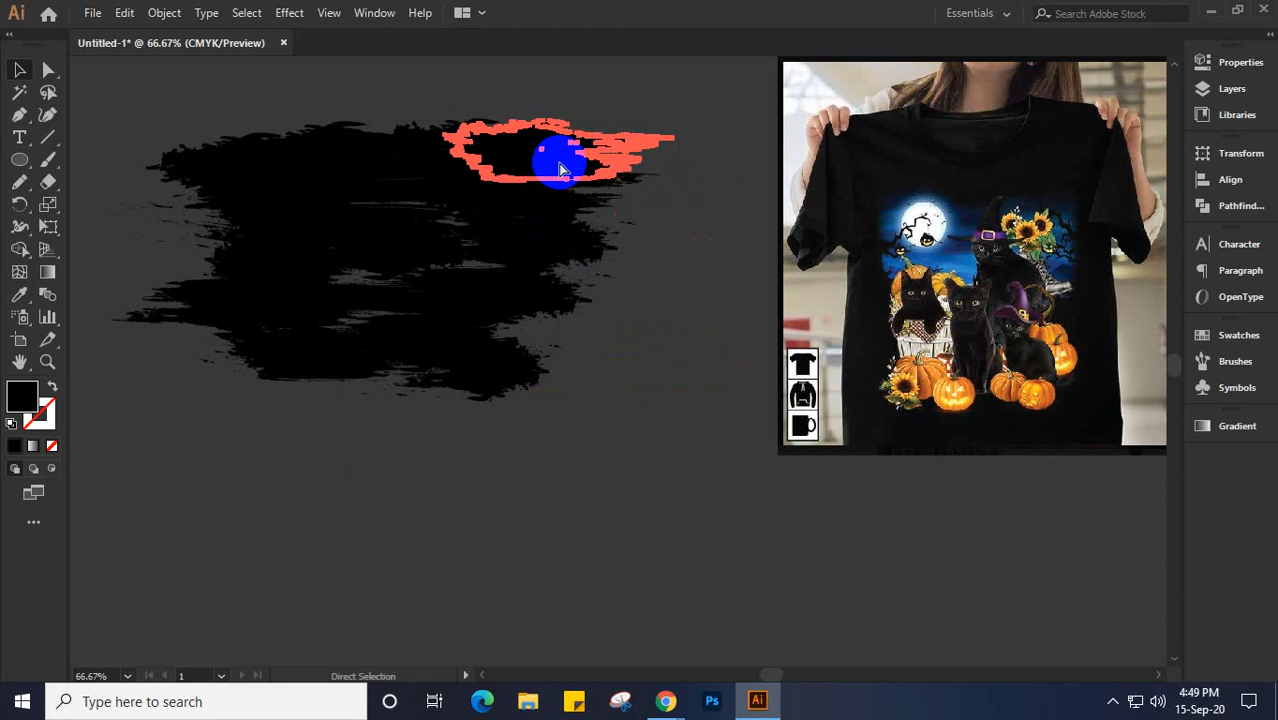 Ai File Edit Object Type Select Effect View Window Help Essentials Search Adobe Stock
Untitled-1* @ 66.67% (CMYK/Preview)
Properties
Layers
Libraries
Transform
Align
Pathfind...
Character
Paragraph
OpenType
Swatches
Brushes
Symbols
Gradient
66.67% 1 Direct Selection
Type here to search
Ps
Ai
4:49 PM
15-Sep-20